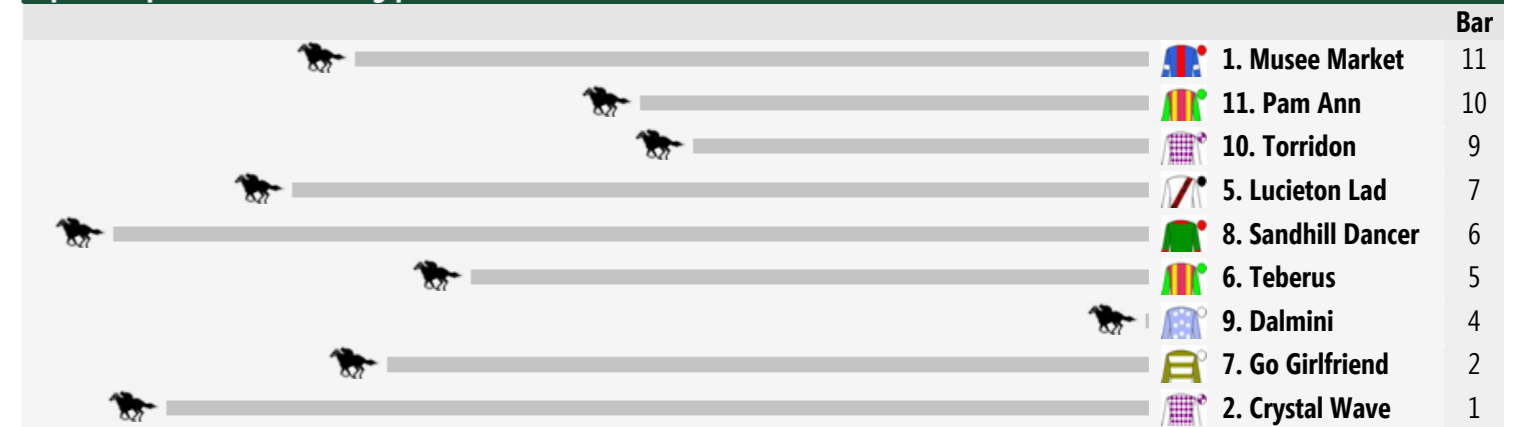 Bar
1. Musee Market 11
11. Pam Ann 10
10. Torridon 9
5. Lucieton Lad 7
8. Sandhill Dancer 6
6. Teberus 5
9. Dalmini 4
7. Go Girlfriend 2
2. Crystal Wave 1